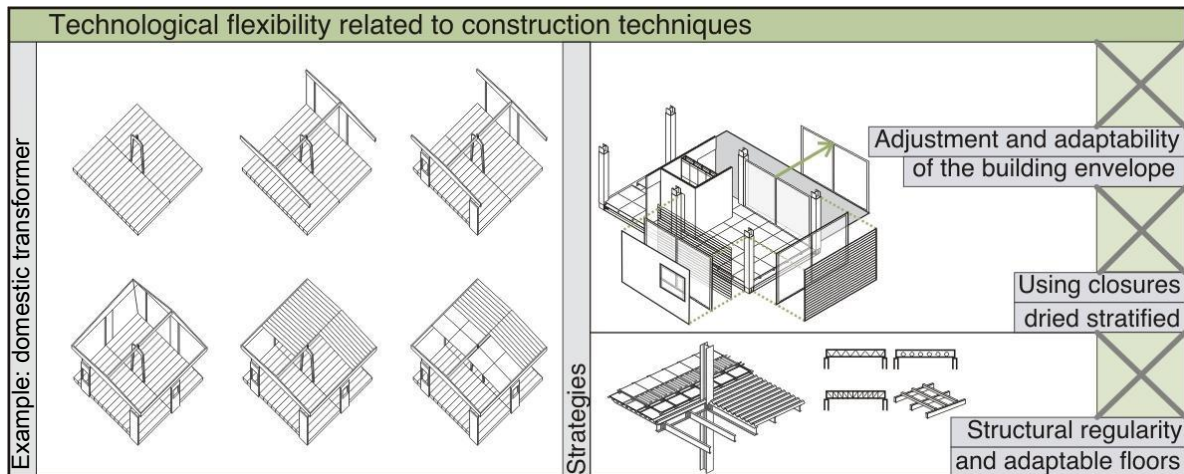 Technological flexibility related to construction techniques
Example: domestic transformer
Strategies
Adjustment and adaptability
of the building envelope
Using closures
dried stratified
Structural regularity
and adaptable floors